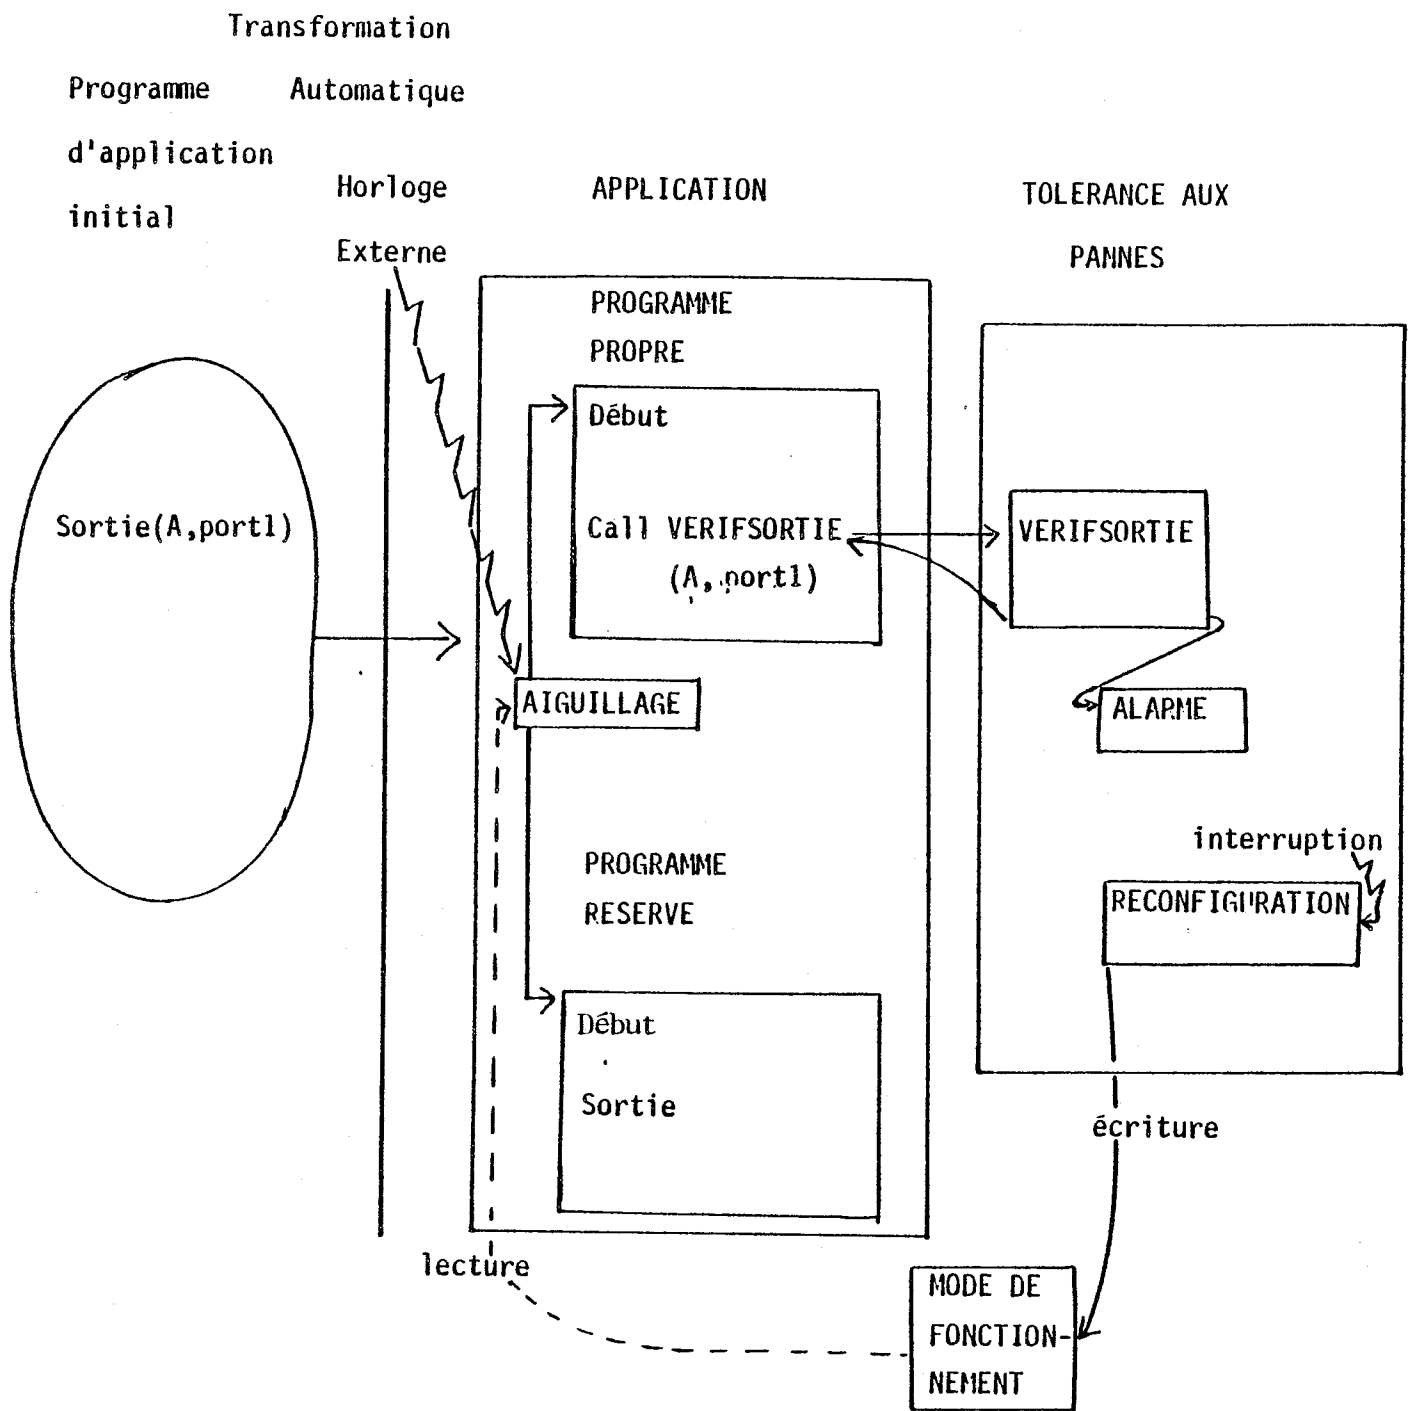 Transformation
Programme Automatique
d'application
initial
Horloge
Externe
APPLICATION
TOLERANCE AUX
PANNES
PROGRAMME
PROPRE
Début
Call VERIFSORTIE
(A, port1)
Sortie(A,port1)
VERIFSORTIE
AIGUILLAGE
ALARME
interruption
RECONFIGURATION
PROGRAMME
RESERVE
Début
Sortie
écriture
lecture
MODE DE
FONCTION-
NEMENT